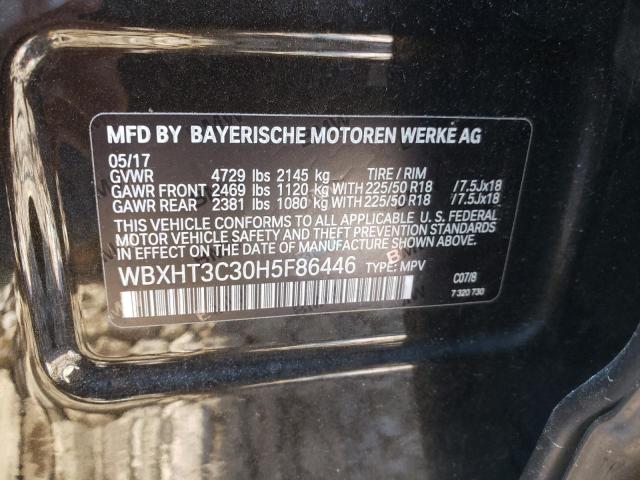 MFD BY BAYERISCHE MOTOREN WERKE AG
05/17
GVWR 4729 lbs 2145 kg TIRE / RIM
GAWR FRONT 2469 lbs 1120 kg WITH 225/50 R18 /7.5Jx18
GAWR REAR 2381 lbs 1080 kg WITH 225/50 R18 /7.5Jx18
THIS VEHICLE CONFORMS TO ALL APPLICABLE U. S. FEDERAL
MOTOR VEHICLE SAFETY AND THEFT PREVENTION STANDARDS
IN EFFECT ON THE DATE OF MANUFACTURE SHOWN ABOVE.
WBXHT3C30H5F86446 TYPE: MPV
C07/8
7 320 730